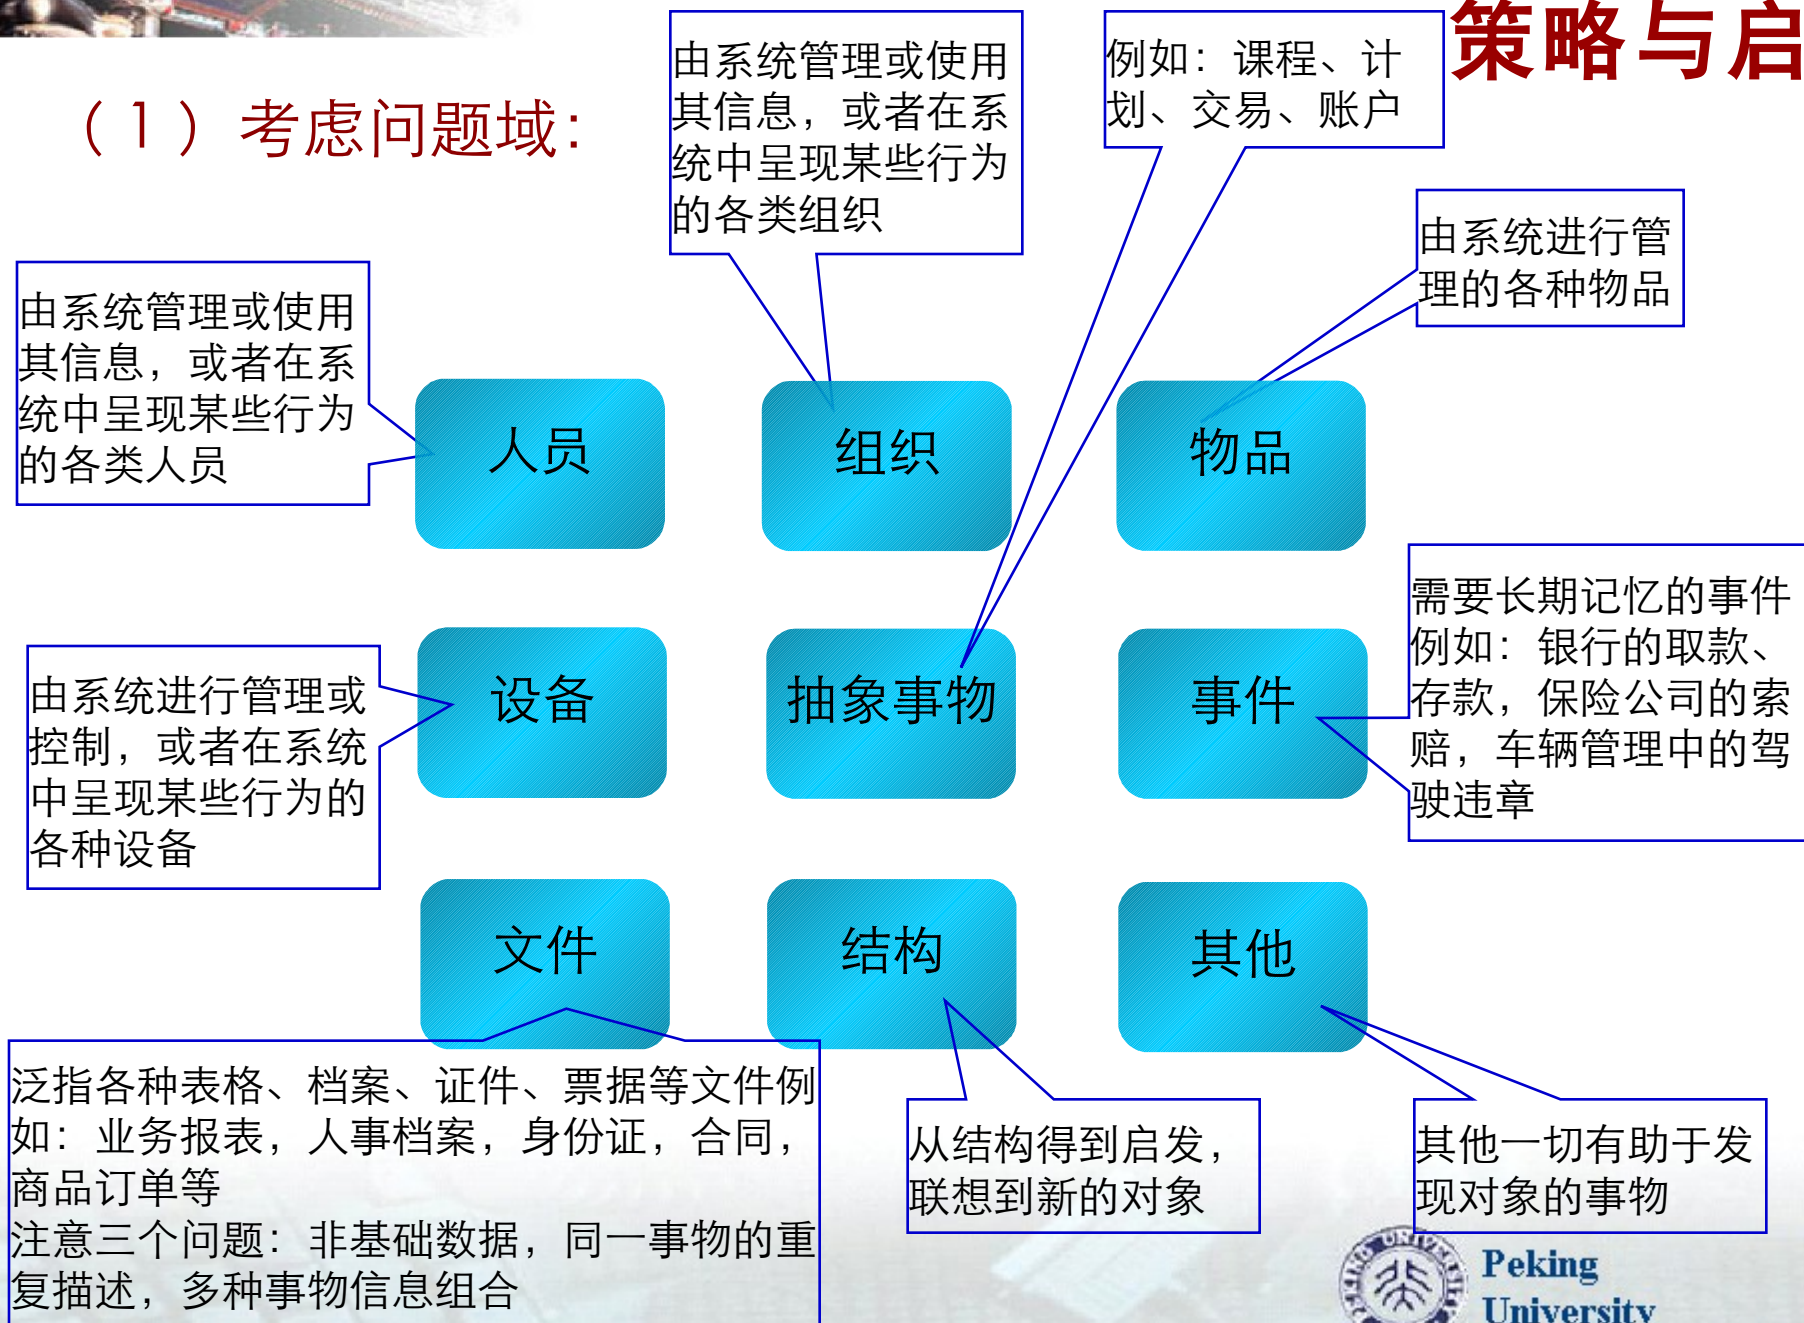 策略与启
（1）考虑问题域：
由系统管理或使用
其信息，或者在系
统中呈现某些行为
的各类组织
例如：课程、计
划、交易、账户
由系统进行管
理的各种物品
由系统管理或使用
其信息，或者在系
统中呈现某些行为
的各类人员
人员
组织
物品
需要长期记忆的事件
例如：银行的取款、
存款，保险公司的索
赔，车辆管理中的驾
驶违章
由系统进行管理或
控制，或者在系统
中呈现某些行为的
各种设备
设备
抽象事物
事件
文件
结构
其他
泛指各种表格、档案、证件、票据等文件例
如：业务报表，人事档案，身份证，合同，
商品订单等
注意三个问题：非基础数据，同一事物的重
复描述，多种事物信息组合
从结构得到启发，
联想到新的对象
其他一切有助于发
现对象的事物
Peking
University